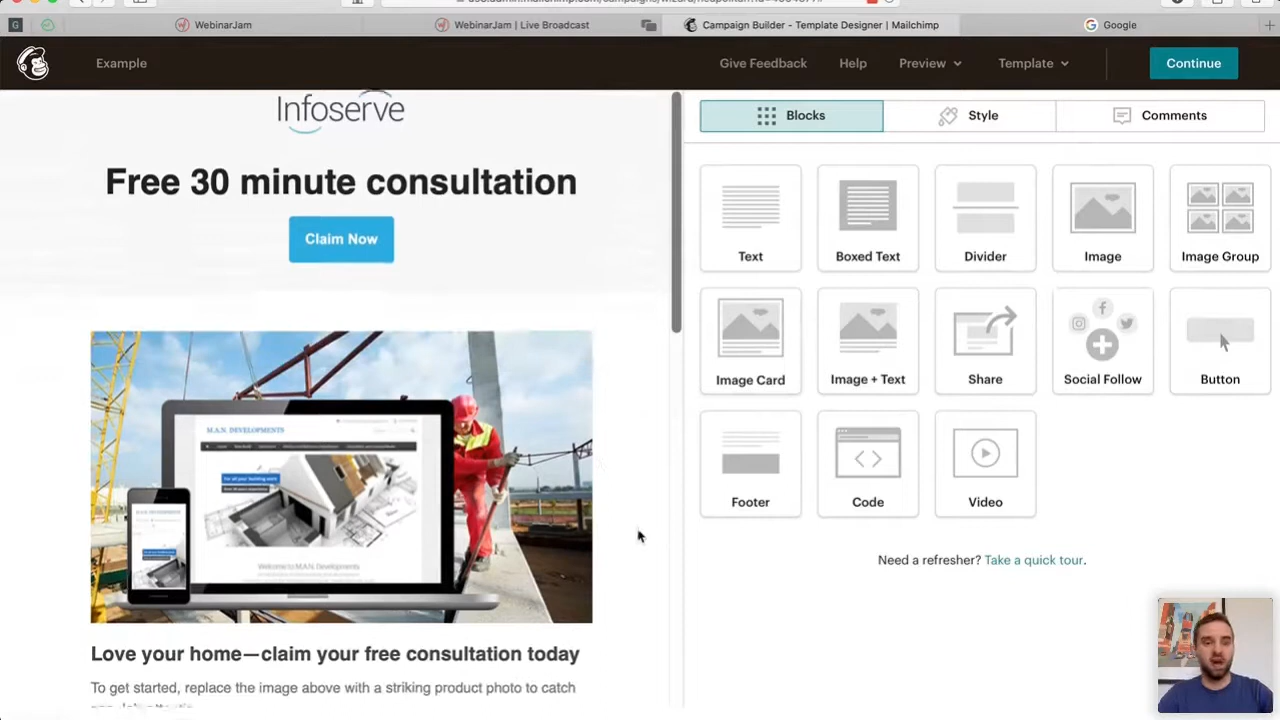 WebinarJam
WebinarJam | Live Broadcast
Campaign Builder - Template Designer | Mailchimp
Google
Example
Give Feedback
Help
Preview
Template
Continue
Infoserve
Free 30 minute consultation
Claim Now
M.A.N. DEVELOPMENTS
Welcome to M.A.N. Developments
Love your home—claim your free consultation today
To get started, replace the image above with a striking product photo to catch
Blocks
Style
Comments
Text
Boxed Text
Divider
Image
Image Group
Image Card
Image + Text
Share
Social Follow
Button
Footer
Code
Video
Need a refresher? Take a quick tour.